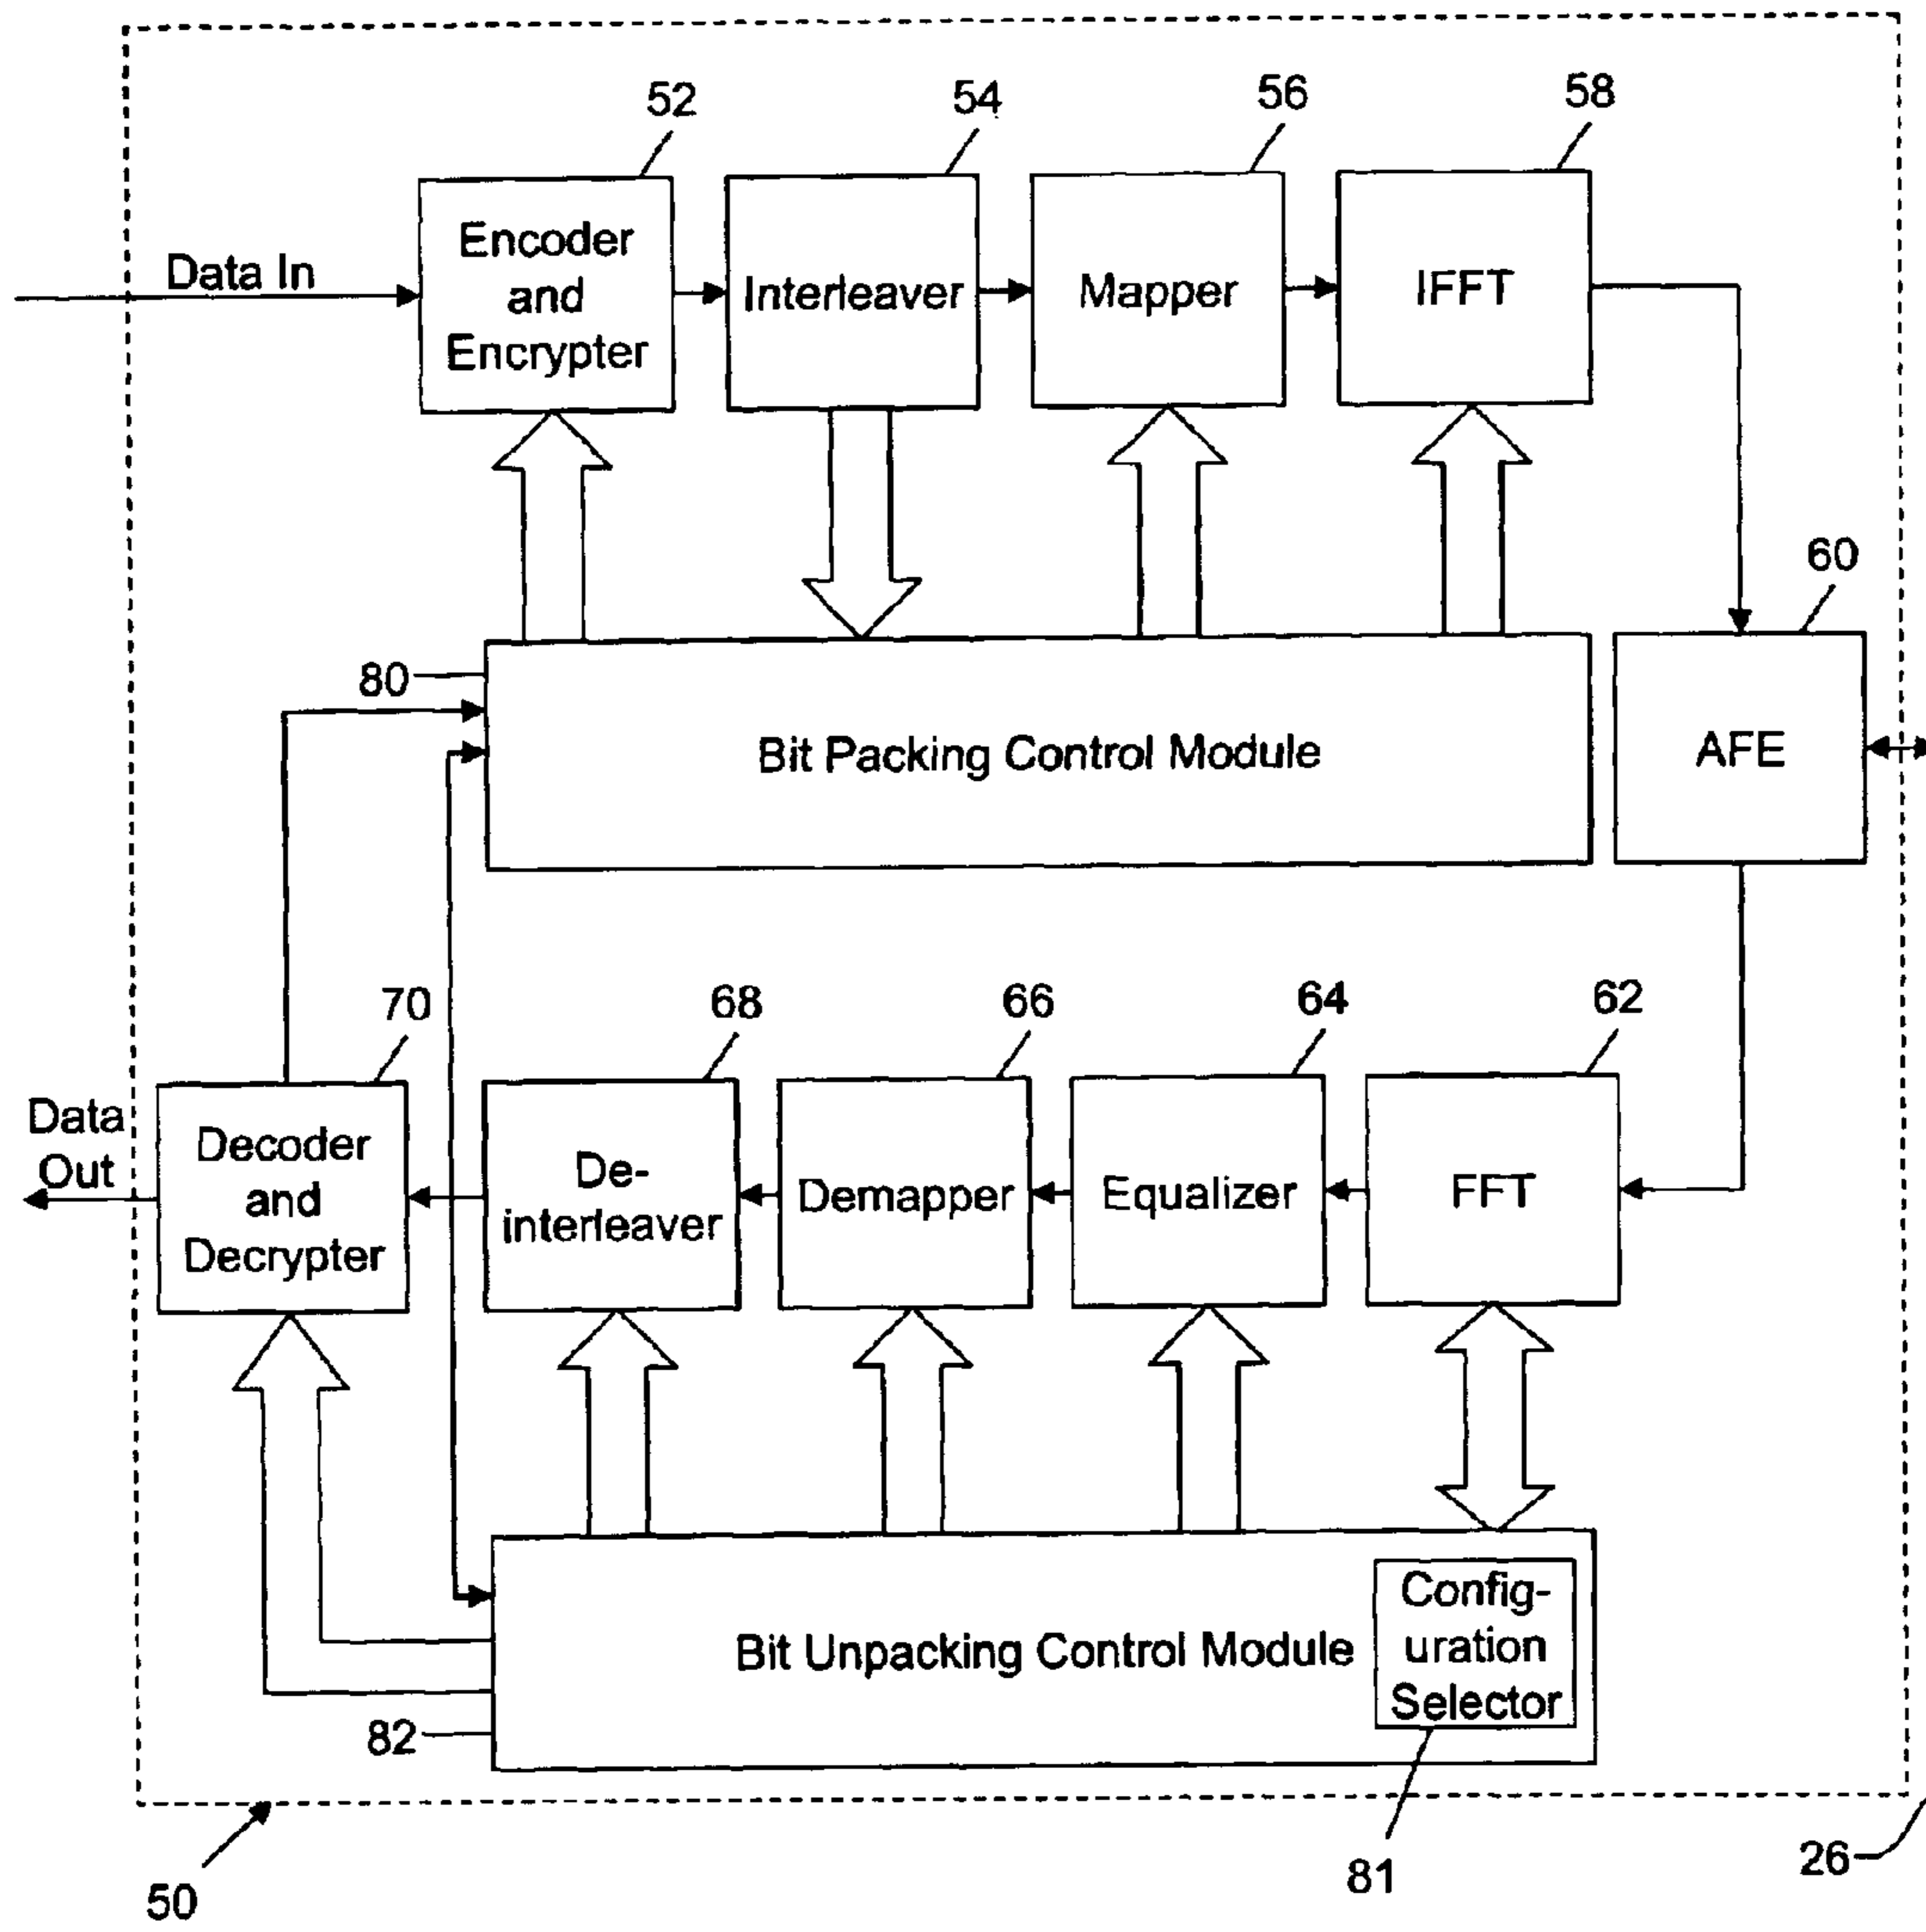 52
54
56
58
Data In
Encoder
and
Encrypter
Interleaver
Mapper
IFFT
60
80
Bit Packing Control Module
AFE
70
68
66
64
62
Data
Out
Decoder
and
Decrypter
De-
interleaver
Demapper
Equalizer
FFT
Bit Unpacking Control Module
Config-
uration
Selector
82
81
26
50